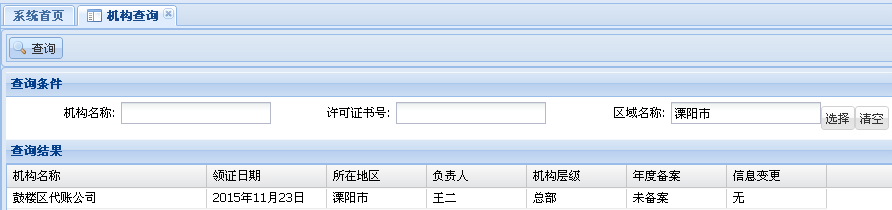 系统首页 机构查询
查询
查询条件
机构名称: 许可证书号: 区域名称: 溧阳市 选择 清空
查询结果
机构名称 领证日期 所在地区 负责人 机构层级 年度备案 信息变更
鼓楼区代账公司 2015年11月23日 溧阳市 王二 总部 未备案 无